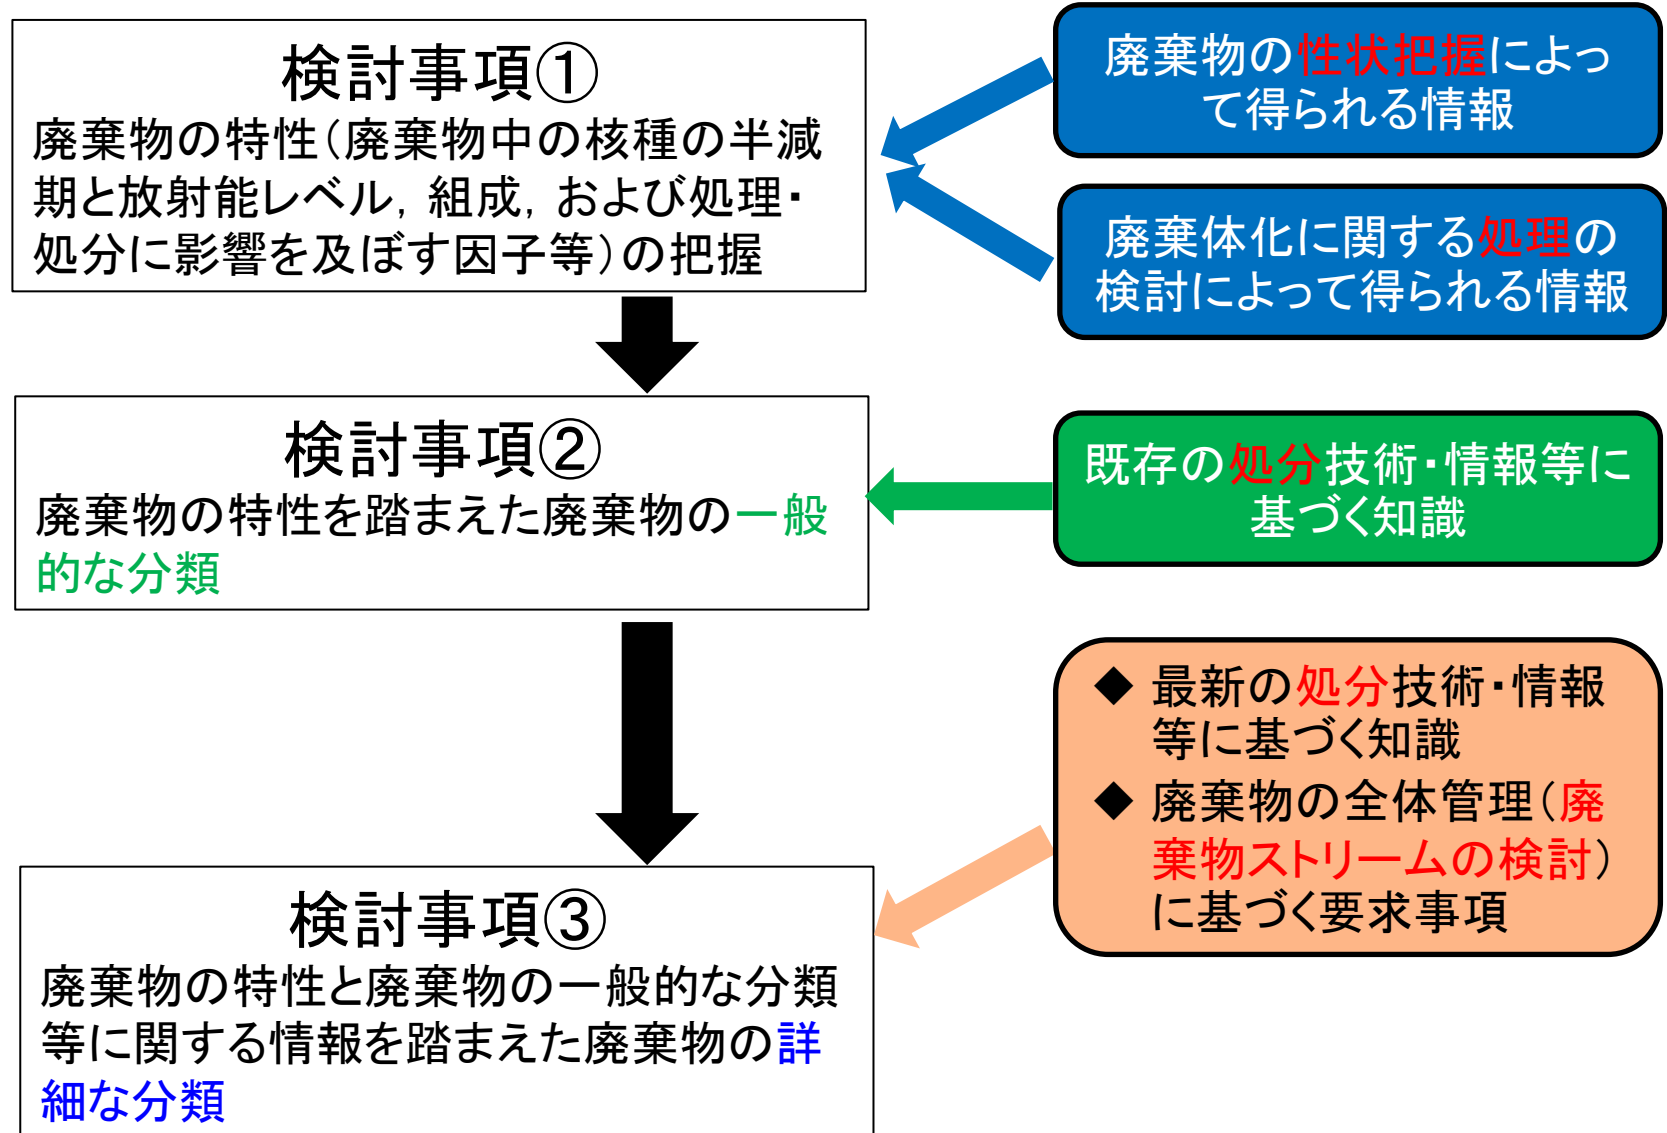 検討事項①
廃棄物の特性（廃棄物中の核種の半減
期と放射能レベル，組成，および処理・
処分に影響を及ぼす因子等）の把握
廃棄物の性状把握によっ
て得られる情報
廃棄体化に関する処理の
検討によって得られる情報
検討事項②
廃棄物の特性を踏まえた廃棄物の一般
的な分類
既存の処分技術・情報等に
基づく知識
◆ 最新の処分技術・情報
等に基づく知識
◆ 廃棄物の全体管理（廃
棄物ストリームの検討）
に基づく要求事項
検討事項③
廃棄物の特性と廃棄物の一般的な分類
等に関する情報を踏まえた廃棄物の詳
細な分類